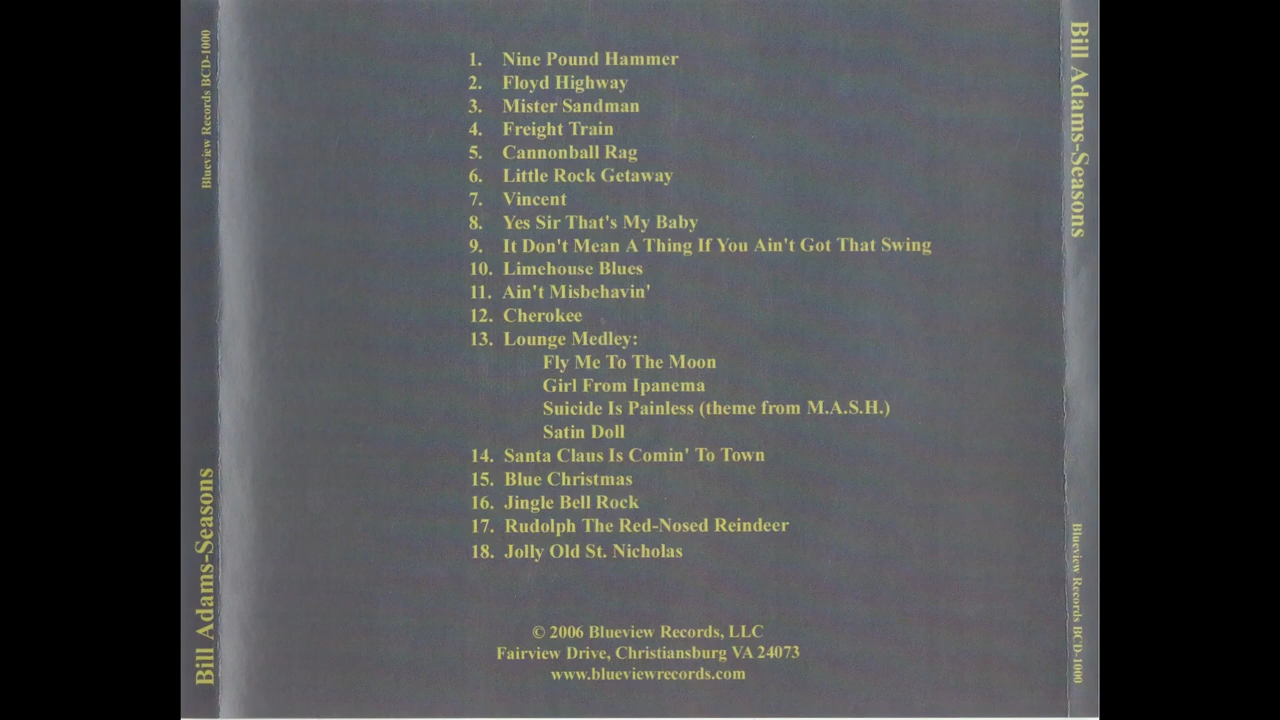 Blueview Records BCD-1000
Bill Adams-Seasons
1. Nine Pound Hammer
2. Floyd Highway
3. Mister Sandman
4. Freight Train
5. Cannonball Rag
6. Little Rock Getaway
7. Vincent
8. Yes Sir That's My Baby
9. It Don't Mean A Thing If You Ain't Got That Swing
10. Limehouse Blues
11. Ain't Misbehavin'
12. Cherokee
13. Lounge Medley:
Fly Me To The Moon
Girl From Ipanema
Suicide Is Painless (theme from M.A.S.H.)
Satin Doll
14. Santa Claus Is Comin' To Town
15. Blue Christmas
16. Jingle Bell Rock
17. Rudolph The Red-Nosed Reindeer
18. Jolly Old St. Nicholas
© 2006 Blueview Records, LLC
Fairview Drive, Christiansburg VA 24073
www.blueviewrecords.com
Bill Adams-Seasons
Blueview Records BCD-1000